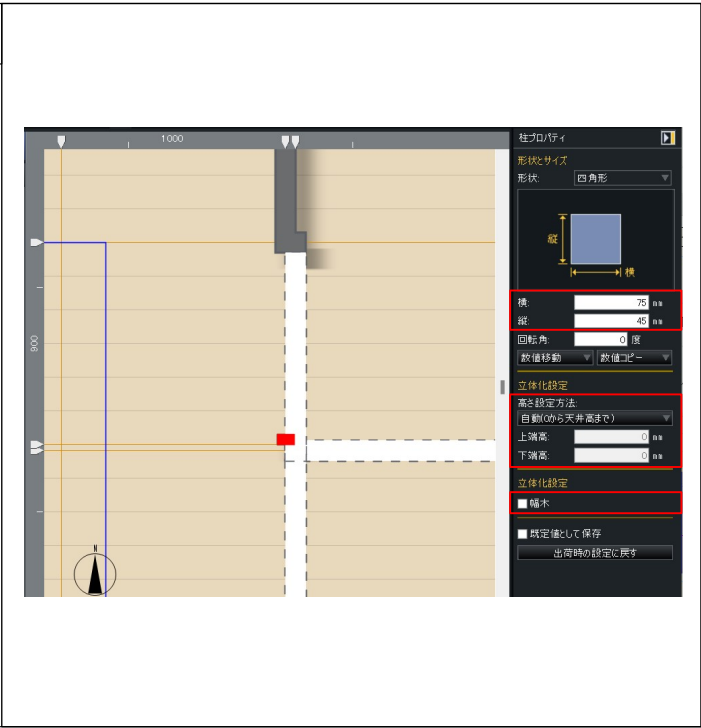 1000
900
N
柱プロパティ
形状とサイズ
形状: 四角形
縦
横
横: 75 mm
縦: 45 mm
回転角: 0 度
数値移動 数値コピー
立体化設定
高さ設定方法:
自動(0から天井高まで)
上端高: 0 mm
下端高: 0 mm
立体化設定
幅木
既定値として保存
出荷時の設定に戻す